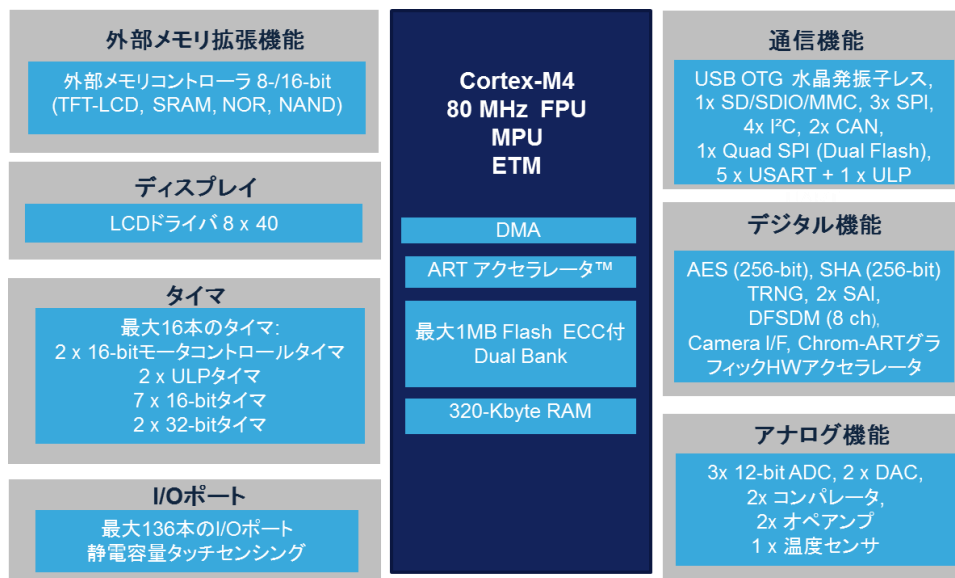 外部メモリ拡張機能
外部メモリコントローラ 8-/16-bit
(TFT-LCD, SRAM, NOR, NAND)
ディスプレイ
LCDドライバ 8 x 40
タイマ
最大16本のタイマ:
2 x 16-bitモータコントロールタイマ
2 x ULPタイマ
7 x 16-bitタイマ
2 x 32-bitタイマ
I/Oポート
最大136本のI/Oポート
静電容量タッチセンシング
Cortex-M4
80 MHz FPU
MPU
ETM
DMA
ART アクセラレータ™
最大1MB Flash ECC付
Dual Bank
320-Kbyte RAM
通信機能
USB OTG 水晶発振子レス,
1x SD/SDIO/MMC, 3x SPI,
4x I²C, 2x CAN,
1x Quad SPI (Dual Flash),
5 x USART + 1 x ULP
デジタル機能
AES (256-bit), SHA (256-bit)
TRNG, 2x SAI,
DFSDM (8 ch),
Camera I/F, Chrom-ARTグラ
フィックHWアクセラレータ
アナログ機能
3x 12-bit ADC, 2 x DAC,
2x コンパレータ,
2x オペアンプ
1 x 温度センサ